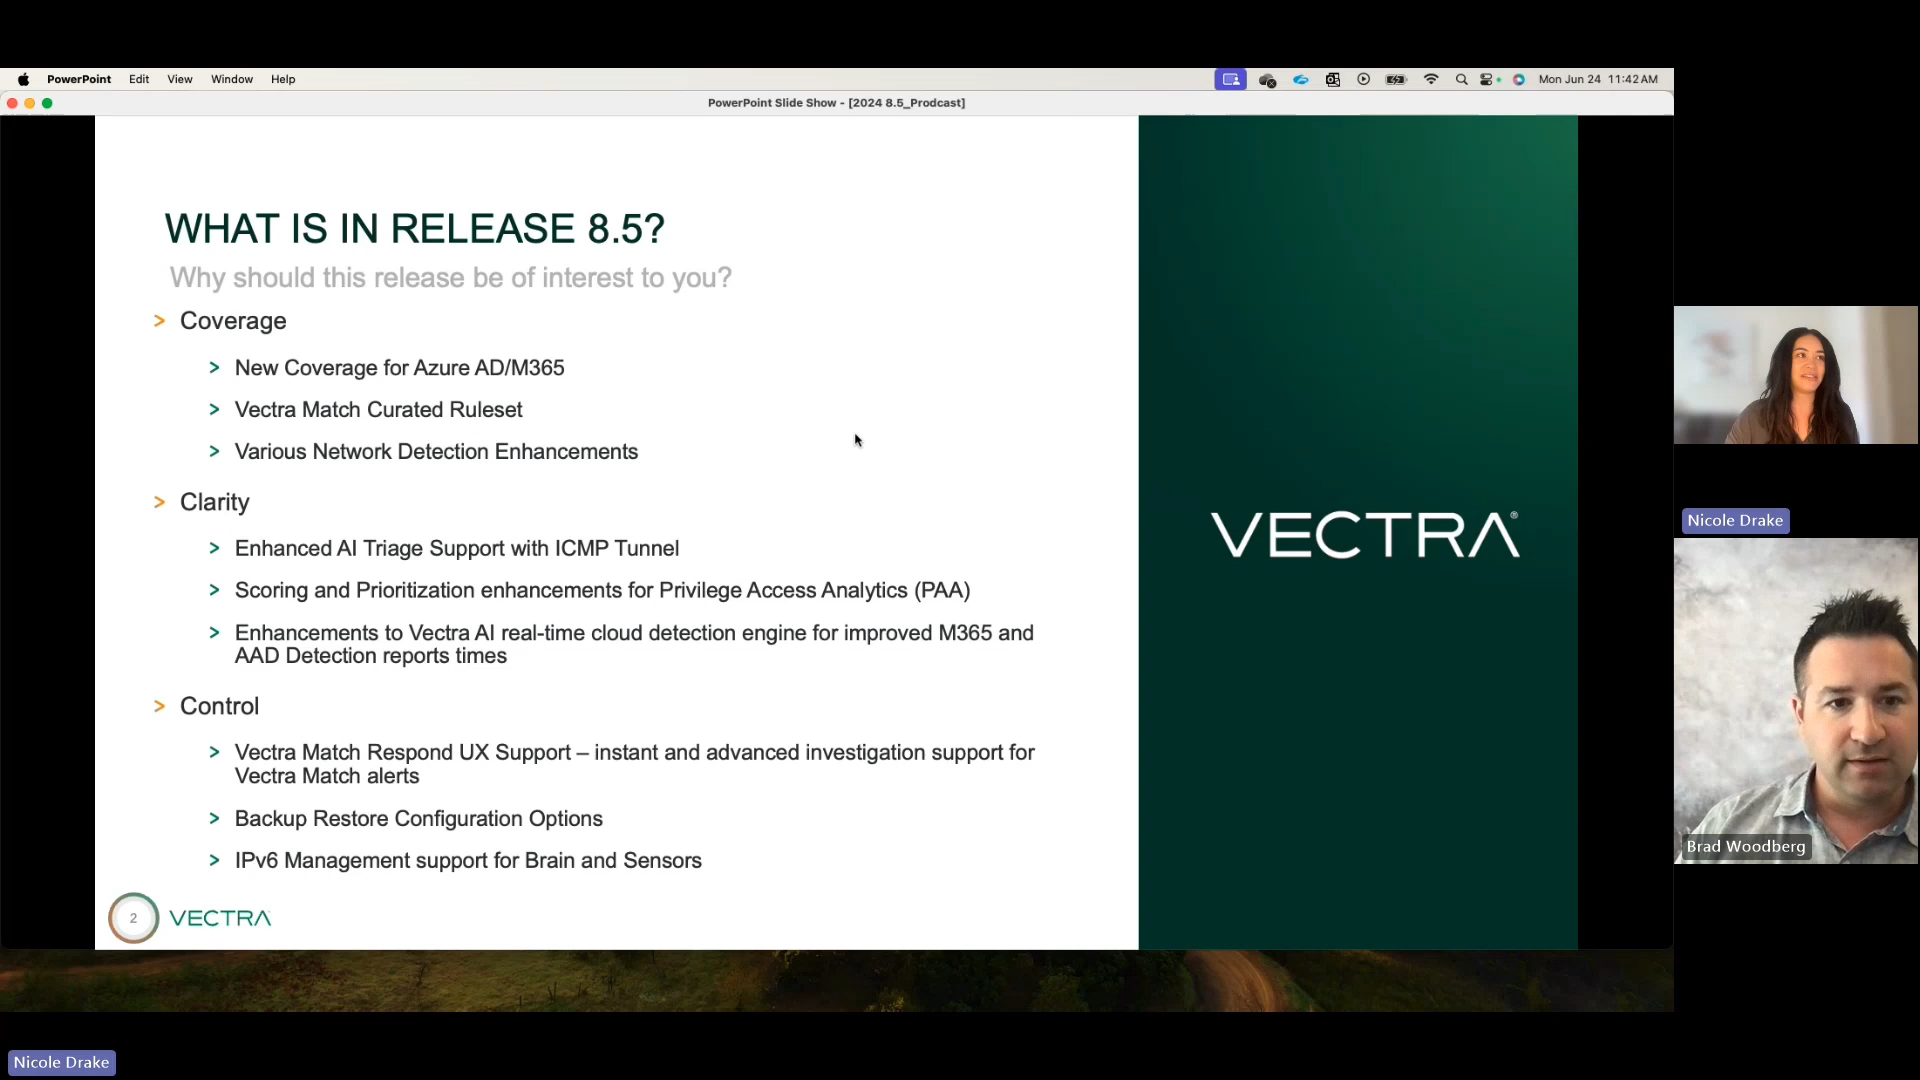 PowerPoint Edit View Window Help
Mon Jun 24 11:42 AM
PowerPoint Slide Show - [2024 8.5_Prodcast]
WHAT IS IN RELEASE 8.5?
Why should this release be of interest to you?
> Coverage
> New Coverage for Azure AD/M365
> Vectra Match Curated Ruleset
> Various Network Detection Enhancements
> Clarity
> Enhanced AI Triage Support with ICMP Tunnel
> Scoring and Prioritization enhancements for Privilege Access Analytics (PAA)
> Enhancements to Vectra AI real-time cloud detection engine for improved M365 and
AAD Detection reports times
> Control
> Vectra Match Respond UX Support – instant and advanced investigation support for
Vectra Match alerts
> Backup Restore Configuration Options
> IPv6 Management support for Brain and Sensors
2 VECTRA
VECTRA®
Nicole Drake
Brad Woodberg
Nicole Drake